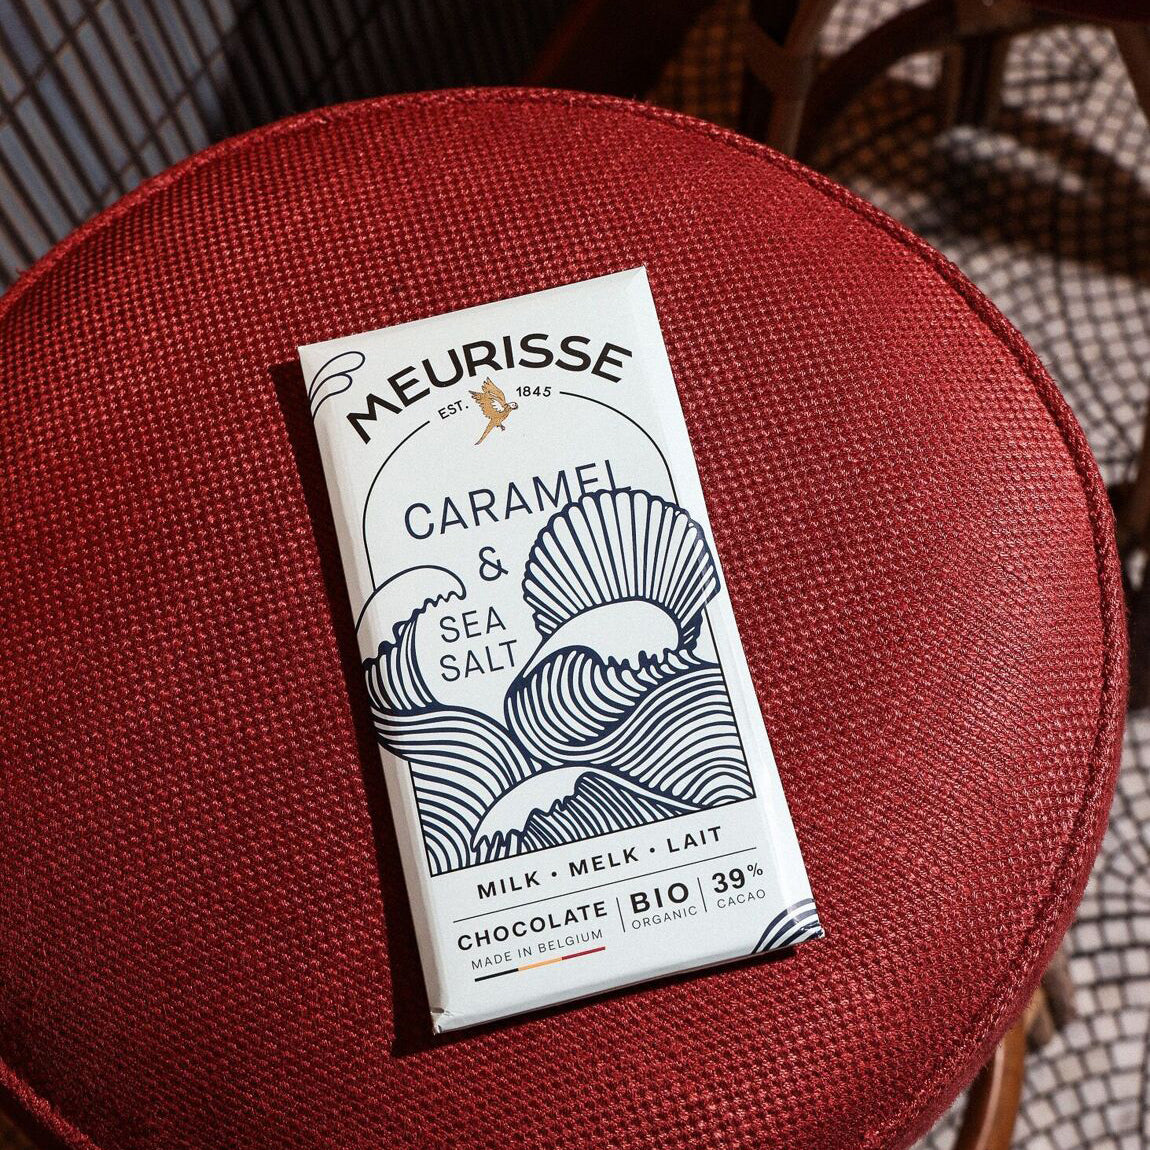 MEURISSE
EST. 1845
CARAMEL
&
SEA
SALT
MILK • MELK • LAIT
CHOCOLATE
MADE IN BELGIUM
BIO
ORGANIC
39%
CACAO